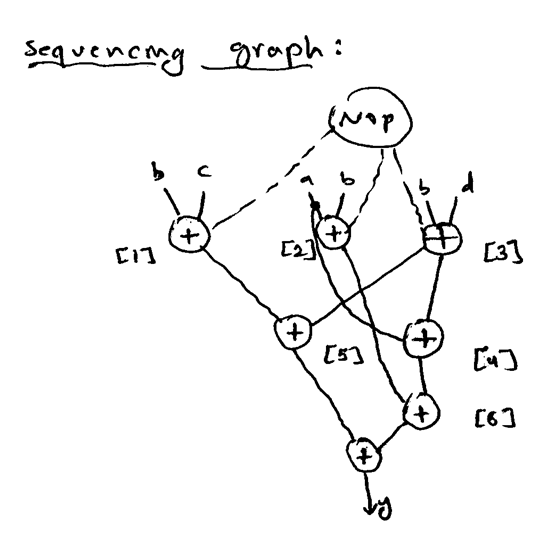 sequencing graph:
Nop
b c a b b d
+ + +
[1] [2] [3]
+ +
[5] [4]
+ [6]
+
y